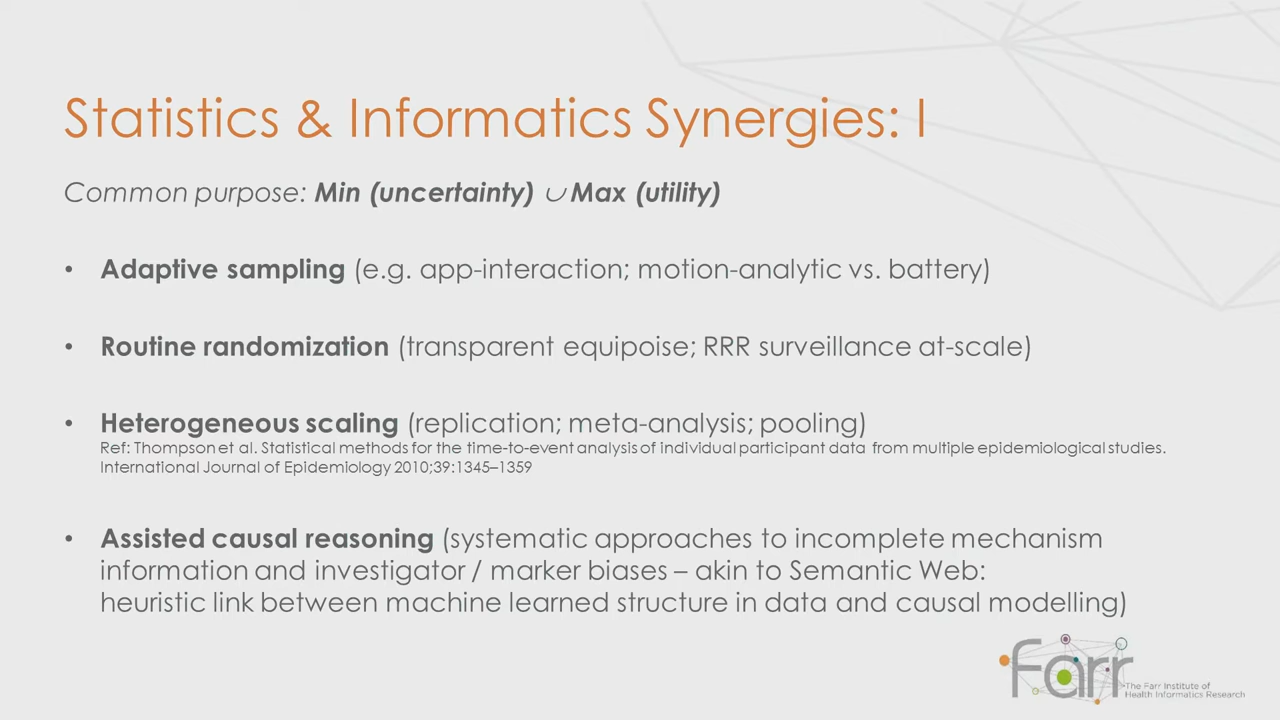 Statistics & Informatics Synergies: I
Common purpose: Min (uncertainty) ∪ Max (utility)
• Adaptive sampling (e.g. app-interaction; motion-analytic vs. battery)
• Routine randomization (transparent equipoise; RRR surveillance at-scale)
• Heterogeneous scaling (replication; meta-analysis; pooling)
Ref: Thompson et al. Statistical methods for the time-to-event analysis of individual participant data from multiple epidemiological studies.
International Journal of Epidemiology 2010;39:1345–1359
• Assisted causal reasoning (systematic approaches to incomplete mechanism
information and investigator / marker biases – akin to Semantic Web:
heuristic link between machine learned structure in data and causal modelling)
farr
The Farr Institute of
Health Informatics Research